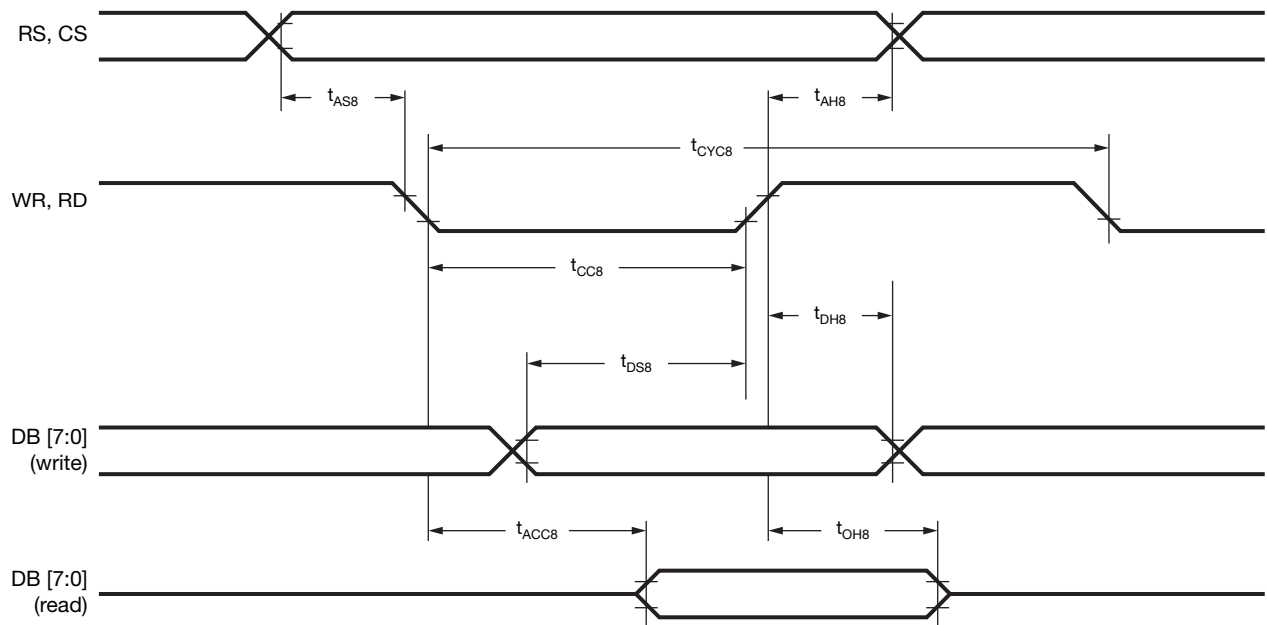 RS, CS
tAS8
tAH8
tCYC8
WR, RD
tCC8
tDH8
tDS8
DB [7:0]
(write)
tACC8
tOH8
DB [7:0]
(read)